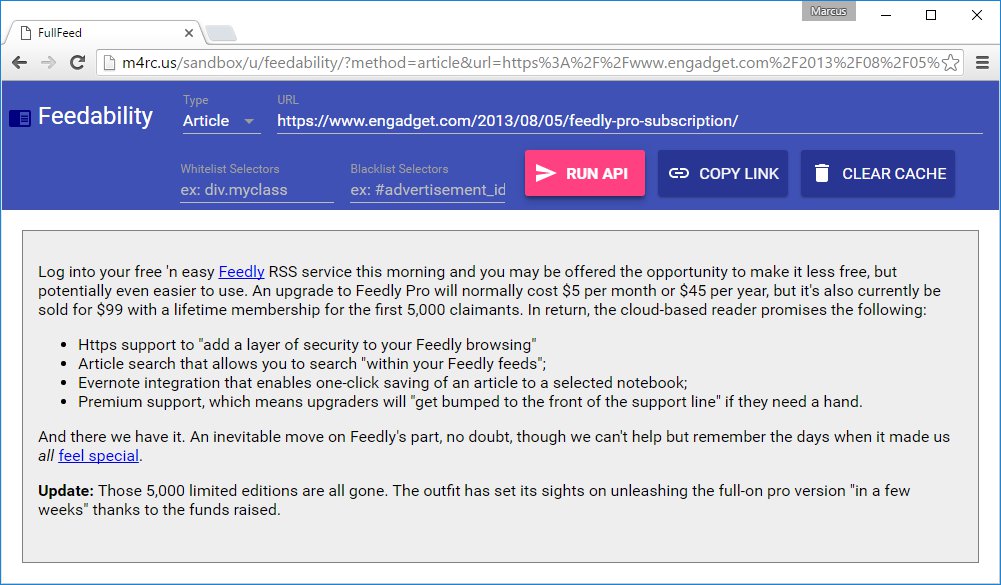 Marcus
FullFeed
m4rc.us/sandbox/u/feedability/?method=article&url=https%3A%2F%2Fwww.engadget.com%2F2013%2F08%2F05%
Feedability
Type
URL
Article
https://www.engadget.com/2013/08/05/feedly-pro-subscription/
Whitelist Selectors
Blacklist Selectors
ex: div.myclass
ex: #advertisement_id
RUN API
COPY LINK
CLEAR CACHE
Log into your free 'n easy Feedly RSS service this morning and you may be offered the opportunity to make it less free, but
potentially even easier to use. An upgrade to Feedly Pro will normally cost $5 per month or $45 per year, but it's also currently be
sold for $99 with a lifetime membership for the first 5,000 claimants. In return, the cloud-based reader promises the following:
• Https support to "add a layer of security to your Feedly browsing"
• Article search that allows you to search "within your Feedly feeds";
• Evernote integration that enables one-click saving of an article to a selected notebook;
• Premium support, which means upgraders will "get bumped to the front of the support line" if they need a hand.
And there we have it. An inevitable move on Feedly's part, no doubt, though we can't help but remember the days when it made us
all feel special.
Update: Those 5,000 limited editions are all gone. The outfit has set its sights on unleashing the full-on pro version "in a few
weeks" thanks to the funds raised.